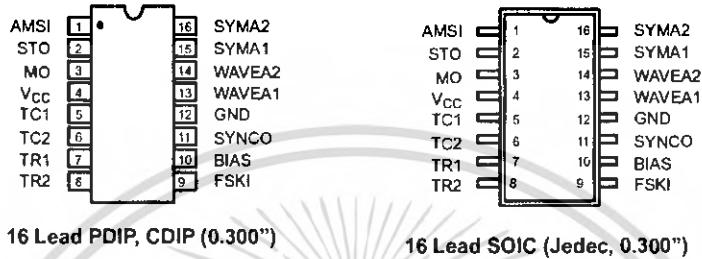 AMSI 1 16 SYMA2
STO 2 15 SYMA1
MO 3 14 WAVEA2
VCC 4 13 WAVEA1
TC1 5 12 GND
TC2 6 11 SYNCO
TR1 7 10 BIAS
TR2 8 9 FSKI
16 Lead PDIP, CDIP (0.300")
AMSI 1 16 SYMA2
STO 2 15 SYMA1
MO 3 14 WAVEA2
VCC 4 13 WAVEA1
TC1 5 12 GND
TC2 6 11 SYNCO
TR1 7 10 BIAS
TR2 8 9 FSKI
16 Lead SOIC (Jedec, 0.300")